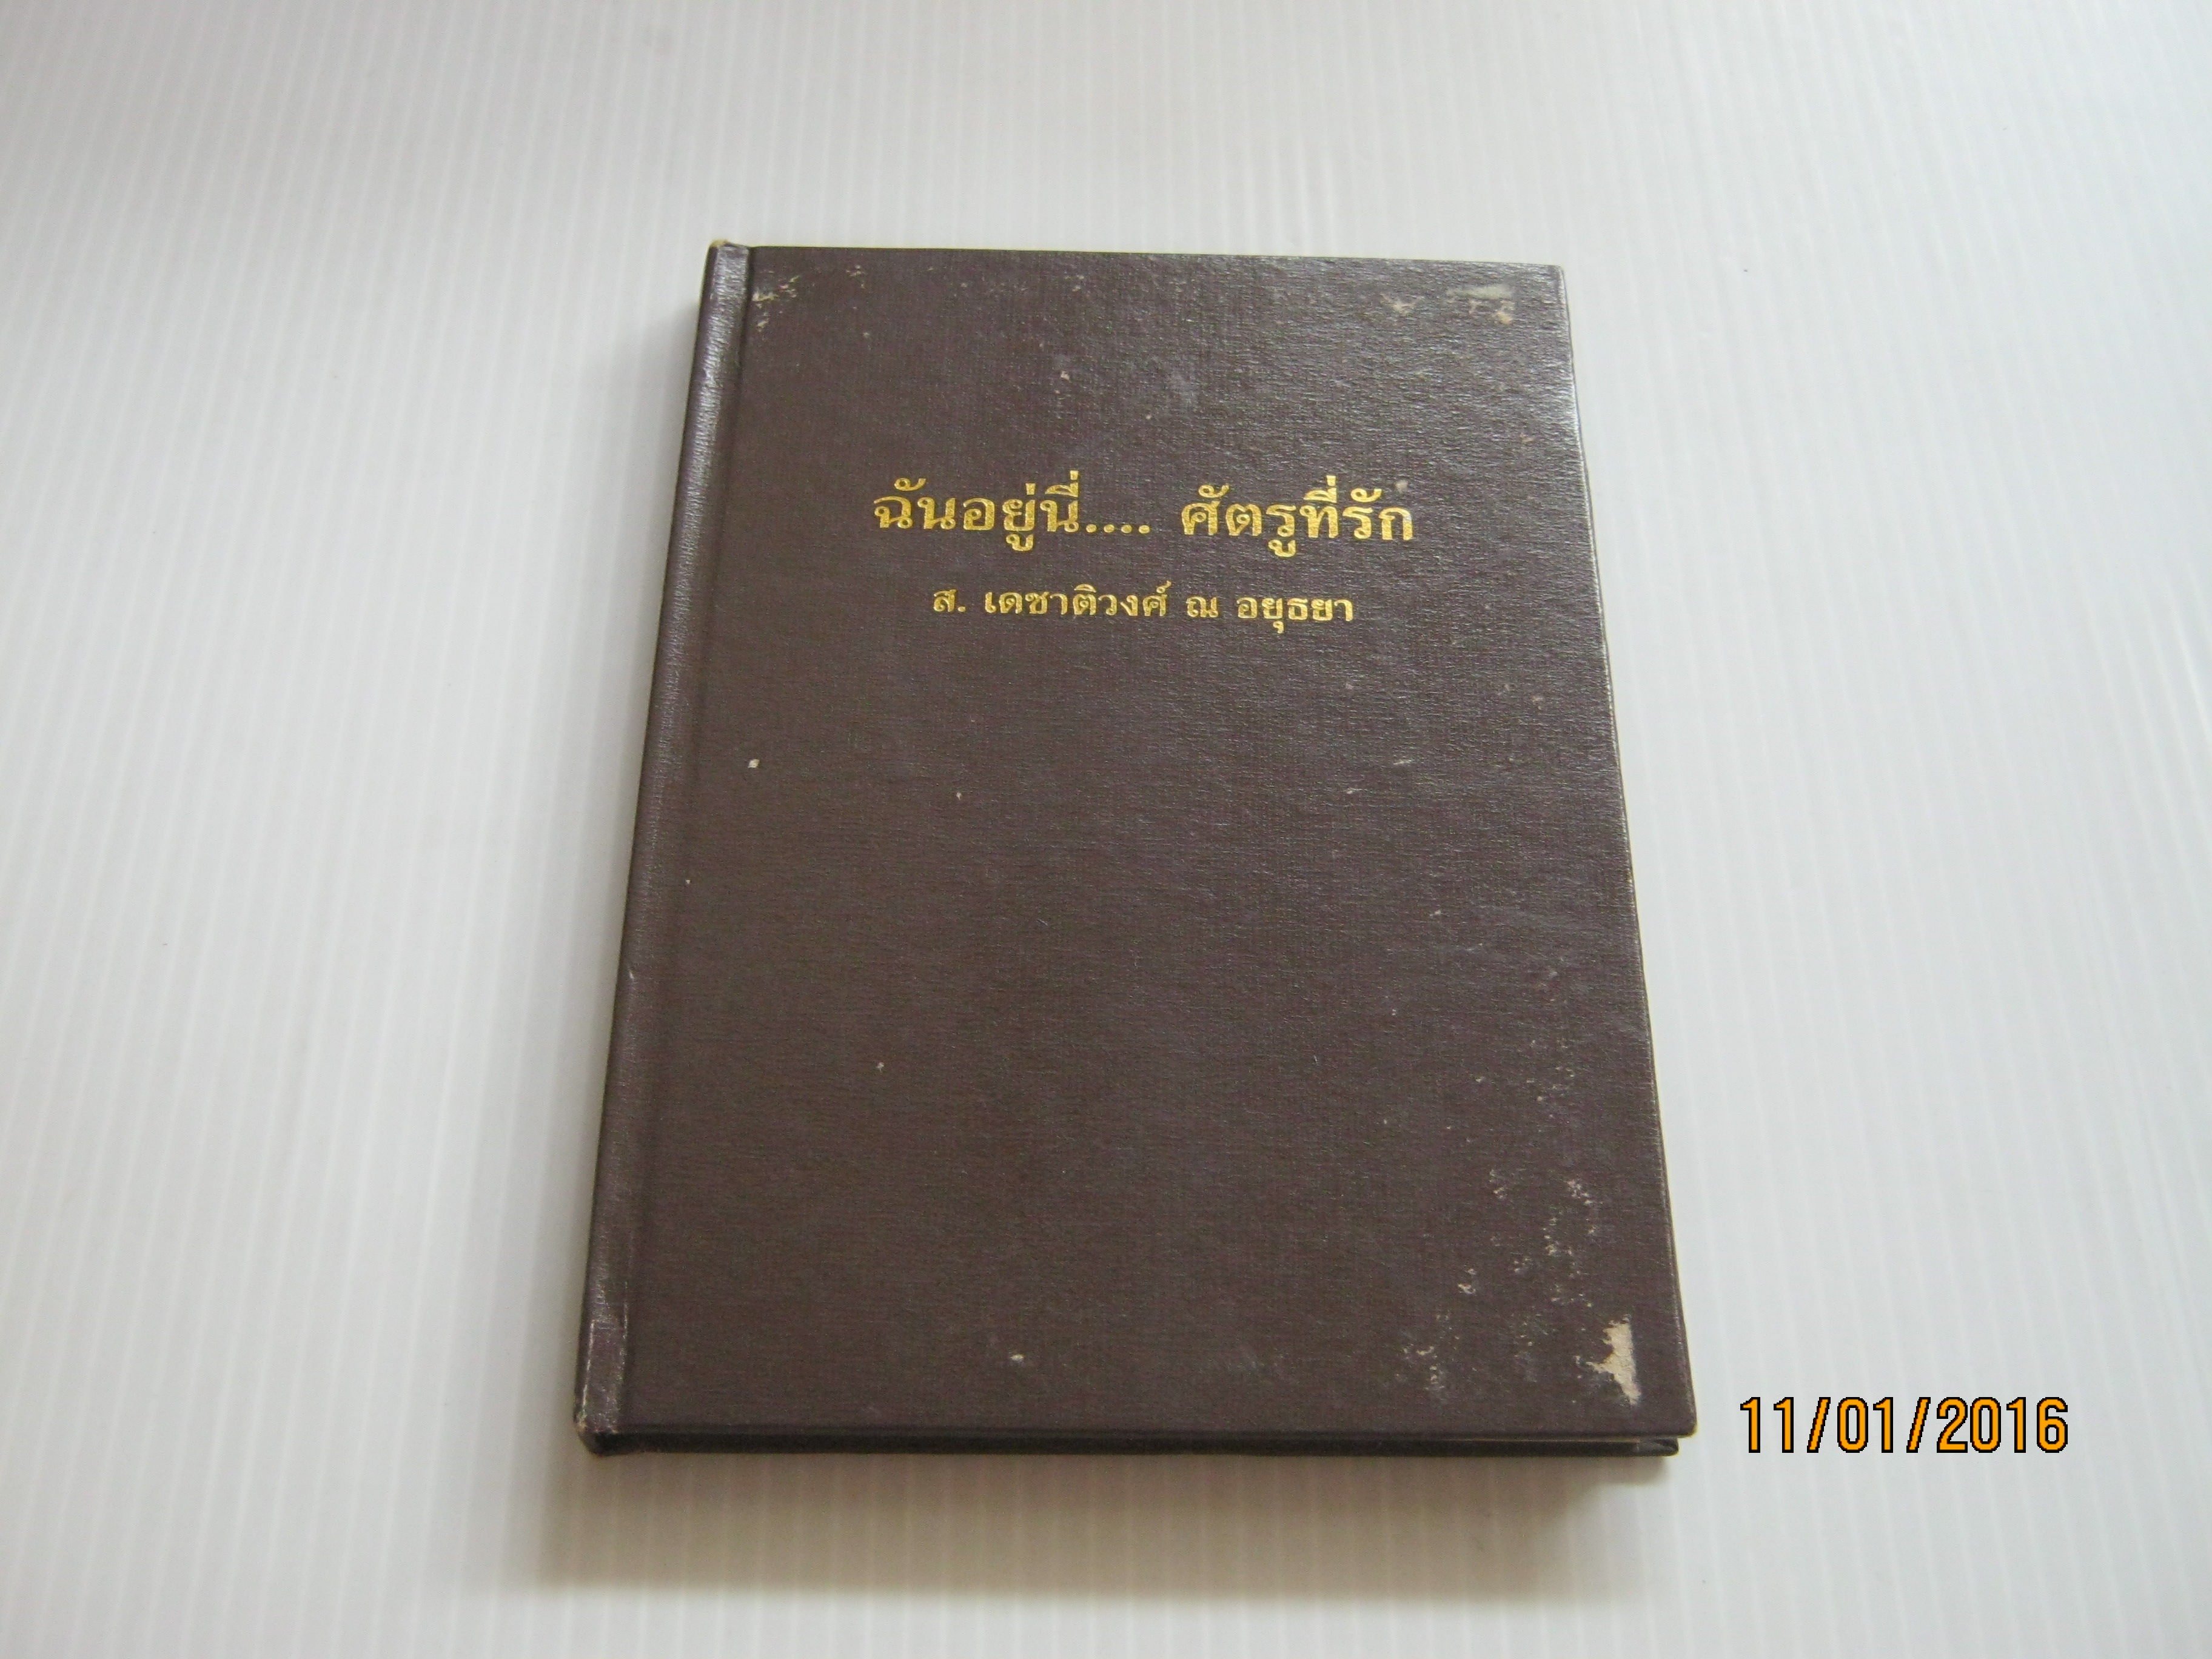 ฉันอยู่นี่.... ศัตรูที่รัก
ส. เดชาติวงศ์ ณ อยุธยา
11/01/2016